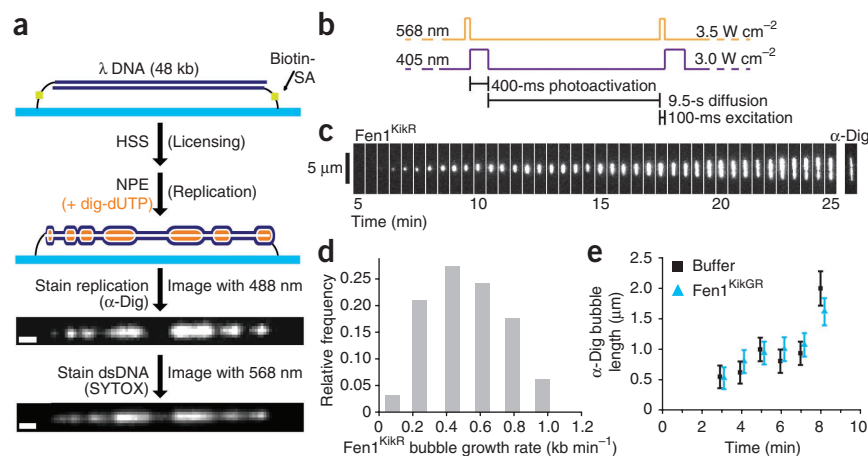 a
λ DNA (48 kb)
Biotin-
SA
HSS (Licensing)
NPE (Replication)
(+ dig-dUTP)
Stain replication
(α-Dig)
Image with 488 nm
Stain dsDNA
(SYTOX)
Image with 568 nm
b
568 nm 3.5 W cm⁻²
405 nm 3.0 W cm⁻²
400-ms photoactivation
9.5-s diffusion
100-ms excitation
c
Fen1KikR α-Dig
5 μm
5 10 15 20 25
Time (min)
d
Relative frequency
0.25
0.20
0.15
0.10
0.05
0
0 0.2 0.4 0.6 0.8 1.0 1.2
Fen1KikR bubble growth rate (kb min⁻¹)
e
α-Dig bubble
length (μm)
2.5
2.0
1.5
1.0
0.5
0
Buffer
Fen1KikGR
0 2 4 6 8 10
Time (min)